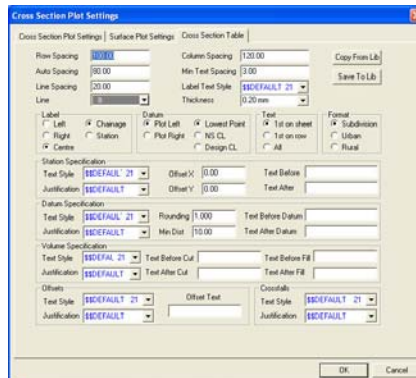 Cross Section Plot Settings
Cross Section Plot Settings Surface Plot Settings Cross Section Table
Row Spacing 100.00 Column Spacing 120.00 Copy From Lib
Auto Spacing 80.00 Min Text Spacing 3.00
Line Spacing 20.00 Label Text Style $$DEFAULT 21 Save To Lib
Line Thickness 0.20 mm
Label Datum Text Format
Left Chainage Plot Left Lowest Point 1st on sheet Subdivision
Right Station Plot Right NS CL 1st on row Urban
Centre Design CL All Rural
Station Specification
Text Style $$DEFAULT 21 Offset X 0.00 Text Before
Justification $$DEFAULT Offset Y 0.00 Text After
Datum Specification
Text Style $$DEFAULT 21 Rounding 1.000 Text Before Datum
Justification $$DEFAULT Min Dist 10.00 Text After Datum
Volume Specification
Text Style $$DEFAL 21 Text Before Cut Text Before Fill
Justification $$DEFAULT Text After Cut Text After Fill
Offsets Crossfalls
Text Style $$DEFAULT 21 Offset Text Text Style $$DEFAULT 21
Justification $$DEFAULT Justification $$DEFAULT
OK Cancel